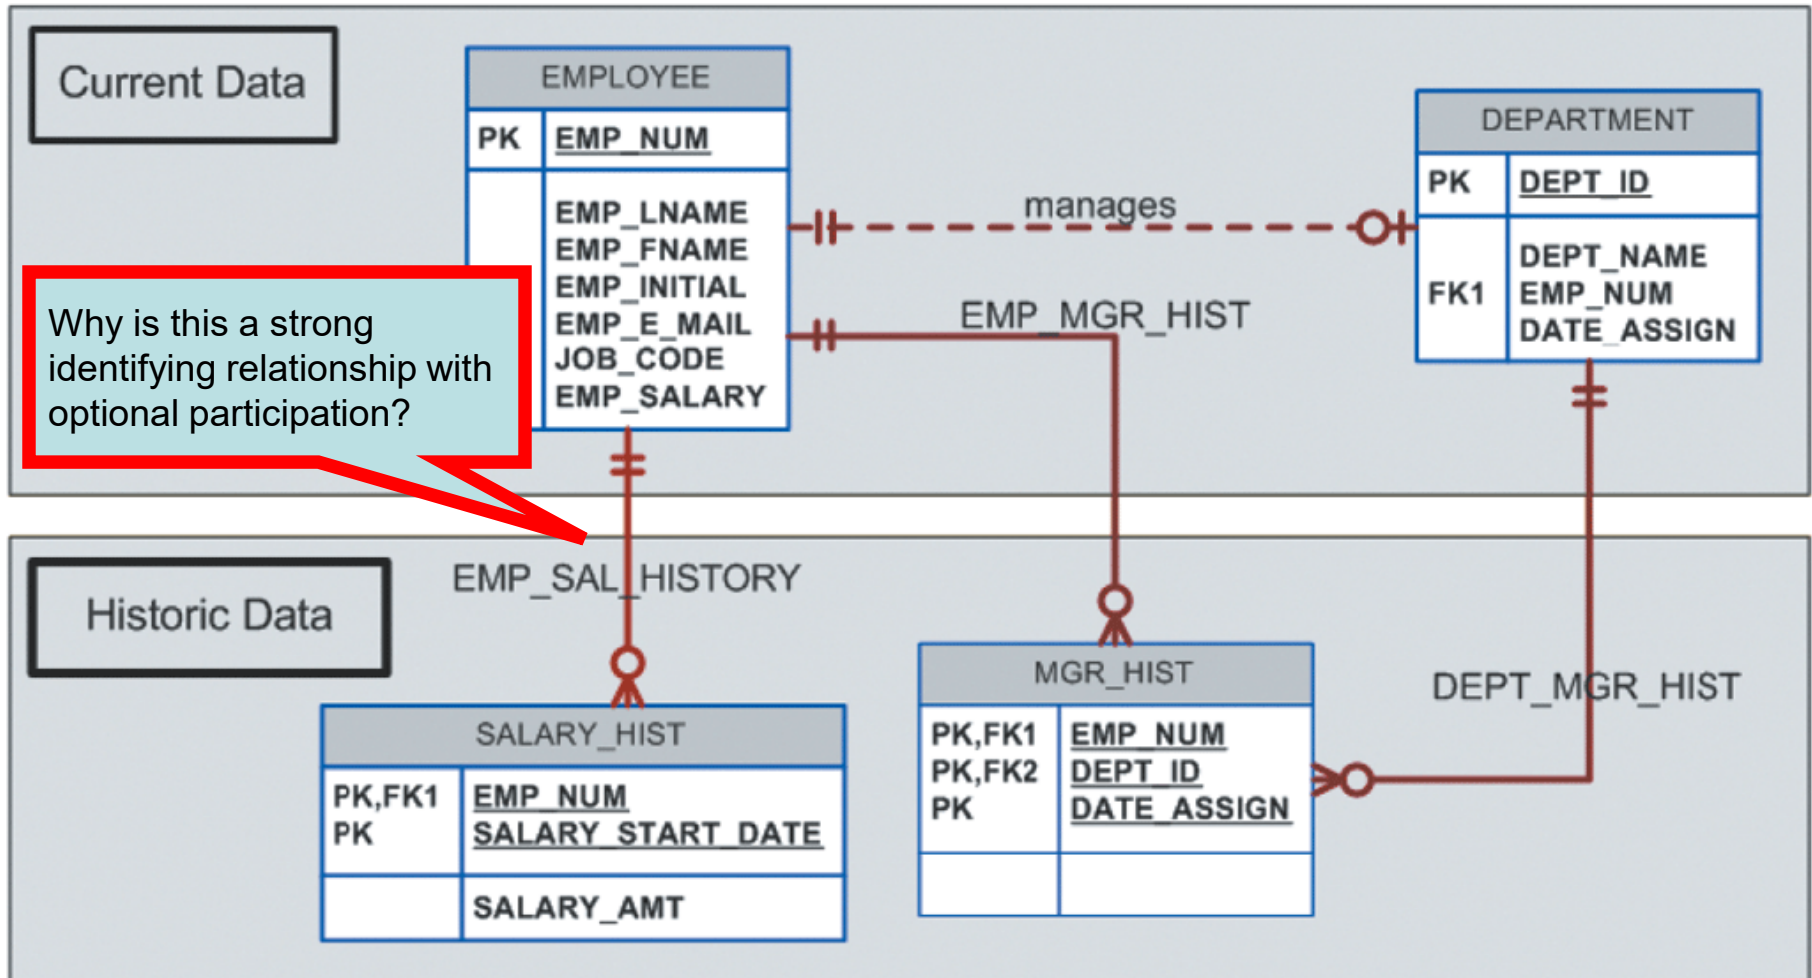 Current Data
EMPLOYEE
PK EMP_NUM
EMP_LNAME
EMP_FNAME
EMP_INITIAL
EMP_E_MAIL
JOB_CODE
EMP_SALARY
manages
DEPARTMENT
PK DEPT_ID
DEPT_NAME
FK1 EMP_NUM
DATE_ASSIGN
Why is this a strong
identifying relationship with
optional participation?
EMP_MGR_HIST
Historic Data
EMP_SAL_HISTORY
SALARY_HIST
PK,FK1 EMP_NUM
PK SALARY_START_DATE
SALARY_AMT
MGR_HIST
PK,FK1 EMP_NUM
PK,FK2 DEPT_ID
PK DATE_ASSIGN
DEPT_MGR_HIST